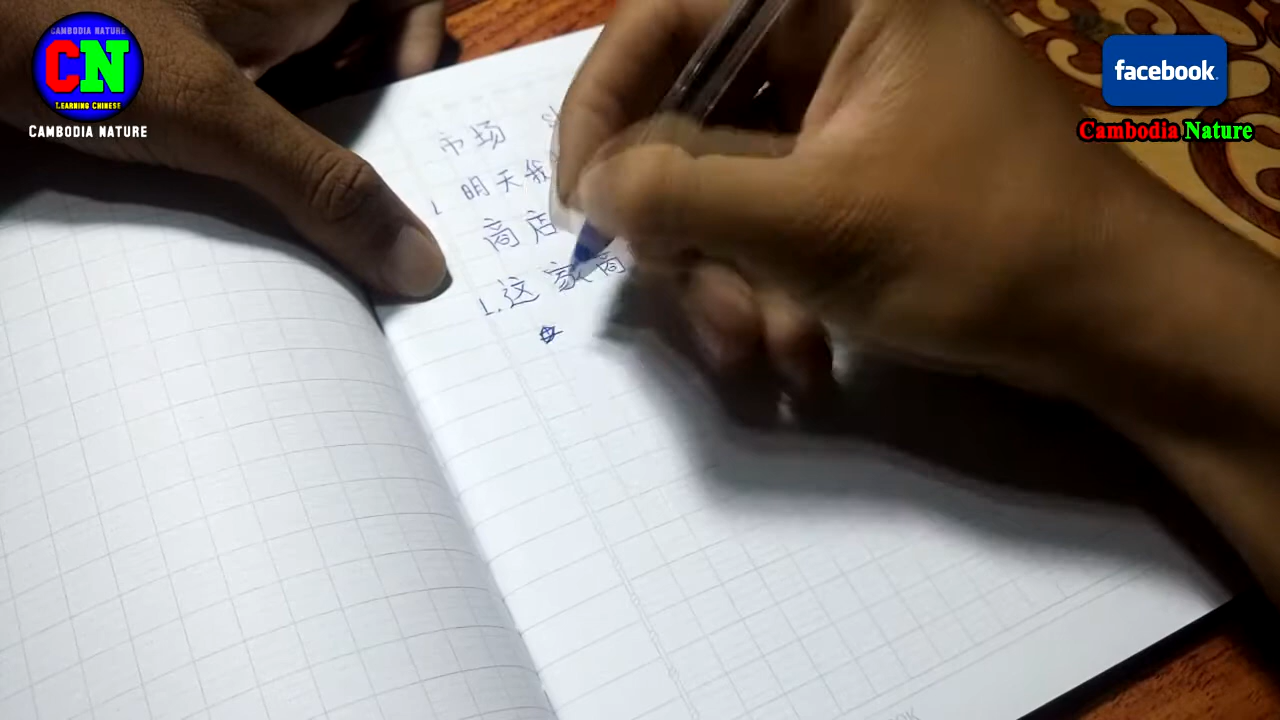 CAMBODIA NATURE
CN
LEARNING CHINESE
CAMBODIA NATURE
facebook
Cambodia Nature
市场
1 明天我
商店
1. 这家商